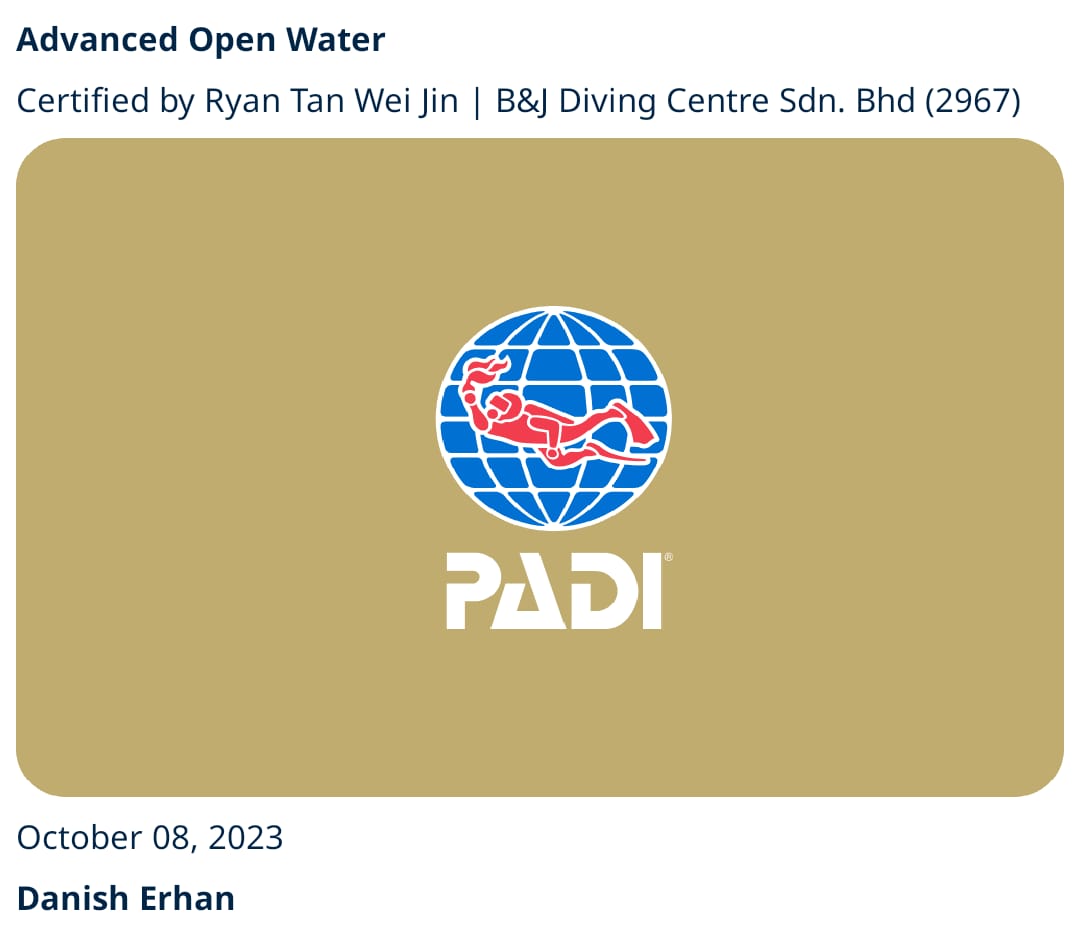 Advanced Open Water
Certified by Ryan Tan Wei Jin | B&J Diving Centre Sdn. Bhd (2967)
PADI®
October 08, 2023
Danish Erhan